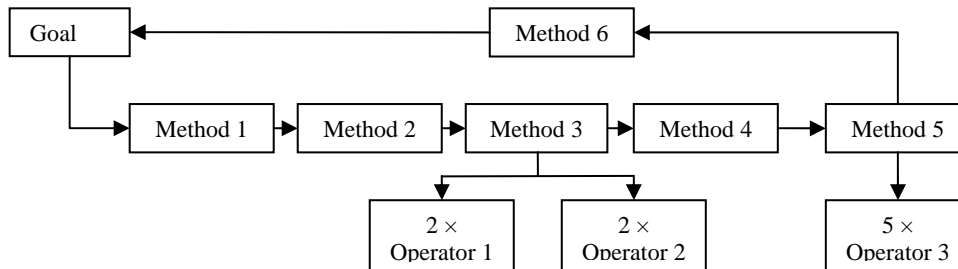 Goal
Method 6
Method 1
Method 2
Method 3
Method 4
Method 5
2 ×
Operator 1
2 ×
Operator 2
5 ×
Operator 3